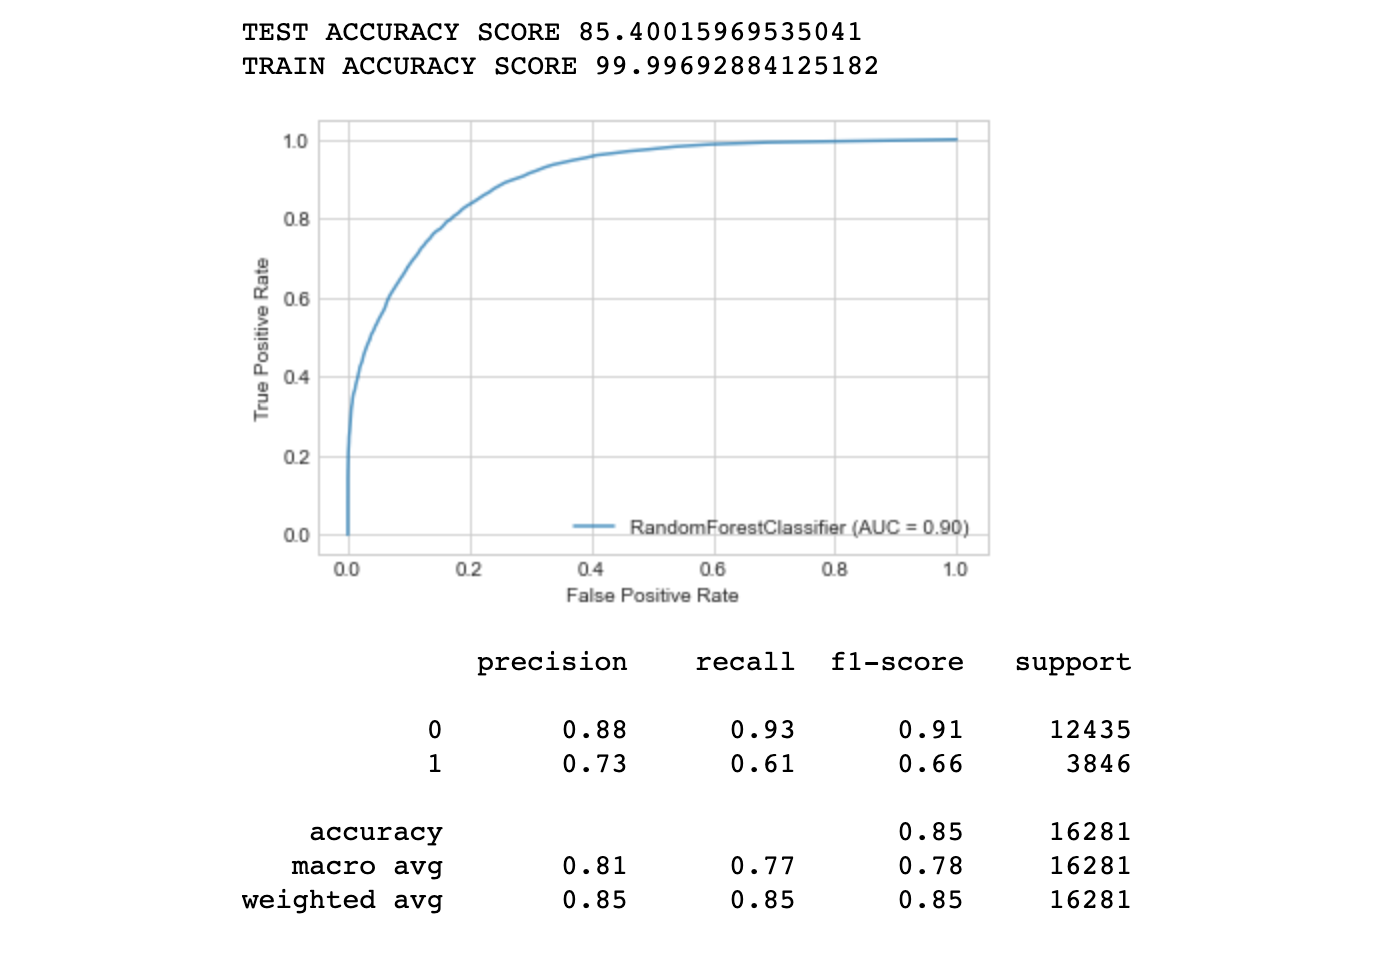 TEST ACCURACY SCORE 85.40015969535041
TRAIN ACCURACY SCORE 99.99692884125182
1.0
0.8
0.6
0.4
0.2
0.0
True Positive Rate
RandomForestClassifier (AUC = 0.90)
0.0 0.2 0.4 0.6 0.8 1.0
False Positive Rate
precision recall f1-score support
0 0.88 0.93 0.91 12435
1 0.73 0.61 0.66 3846
accuracy 0.85 16281
macro avg 0.81 0.77 0.78 16281
weighted avg 0.85 0.85 0.85 16281